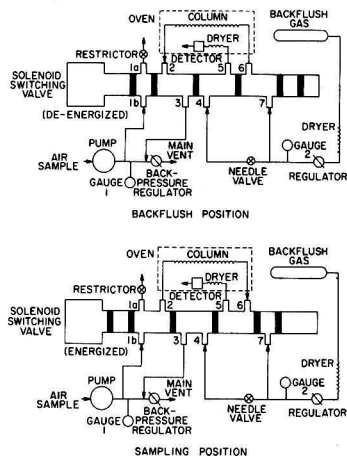 BACKFLUSH GAS
OVEN
COLUMN
DRYER
RESTRICTOR
DETECTOR
1a
2
5
6
SOLENOID
SWITCHING
VALVE
(DE-ENERGIZED)
1b
3
4
7
PUMP
DRYER
GAUGE
2
AIR
SAMPLE
MAIN
VENT
GAUGE
1
BACK-
PRESSURE
REGULATOR
NEEDLE
VALVE
REGULATOR
BACKFLUSH POSITION
BACKFLUSH
GAS
OVEN
COLUMN
DRYER
RESTRICTOR
DETECTOR
1a
2
5
6
SOLENOID
SWITCHING
VALVE
(ENERGIZED)
1b
3
4
7
PUMP
DRYER
GAUGE
2
AIR
SAMPLE
MAIN
VENT
GAUGE
1
BACK-
PRESSURE
REGULATOR
NEEDLE
VALVE
REGULATOR
SAMPLING POSITION